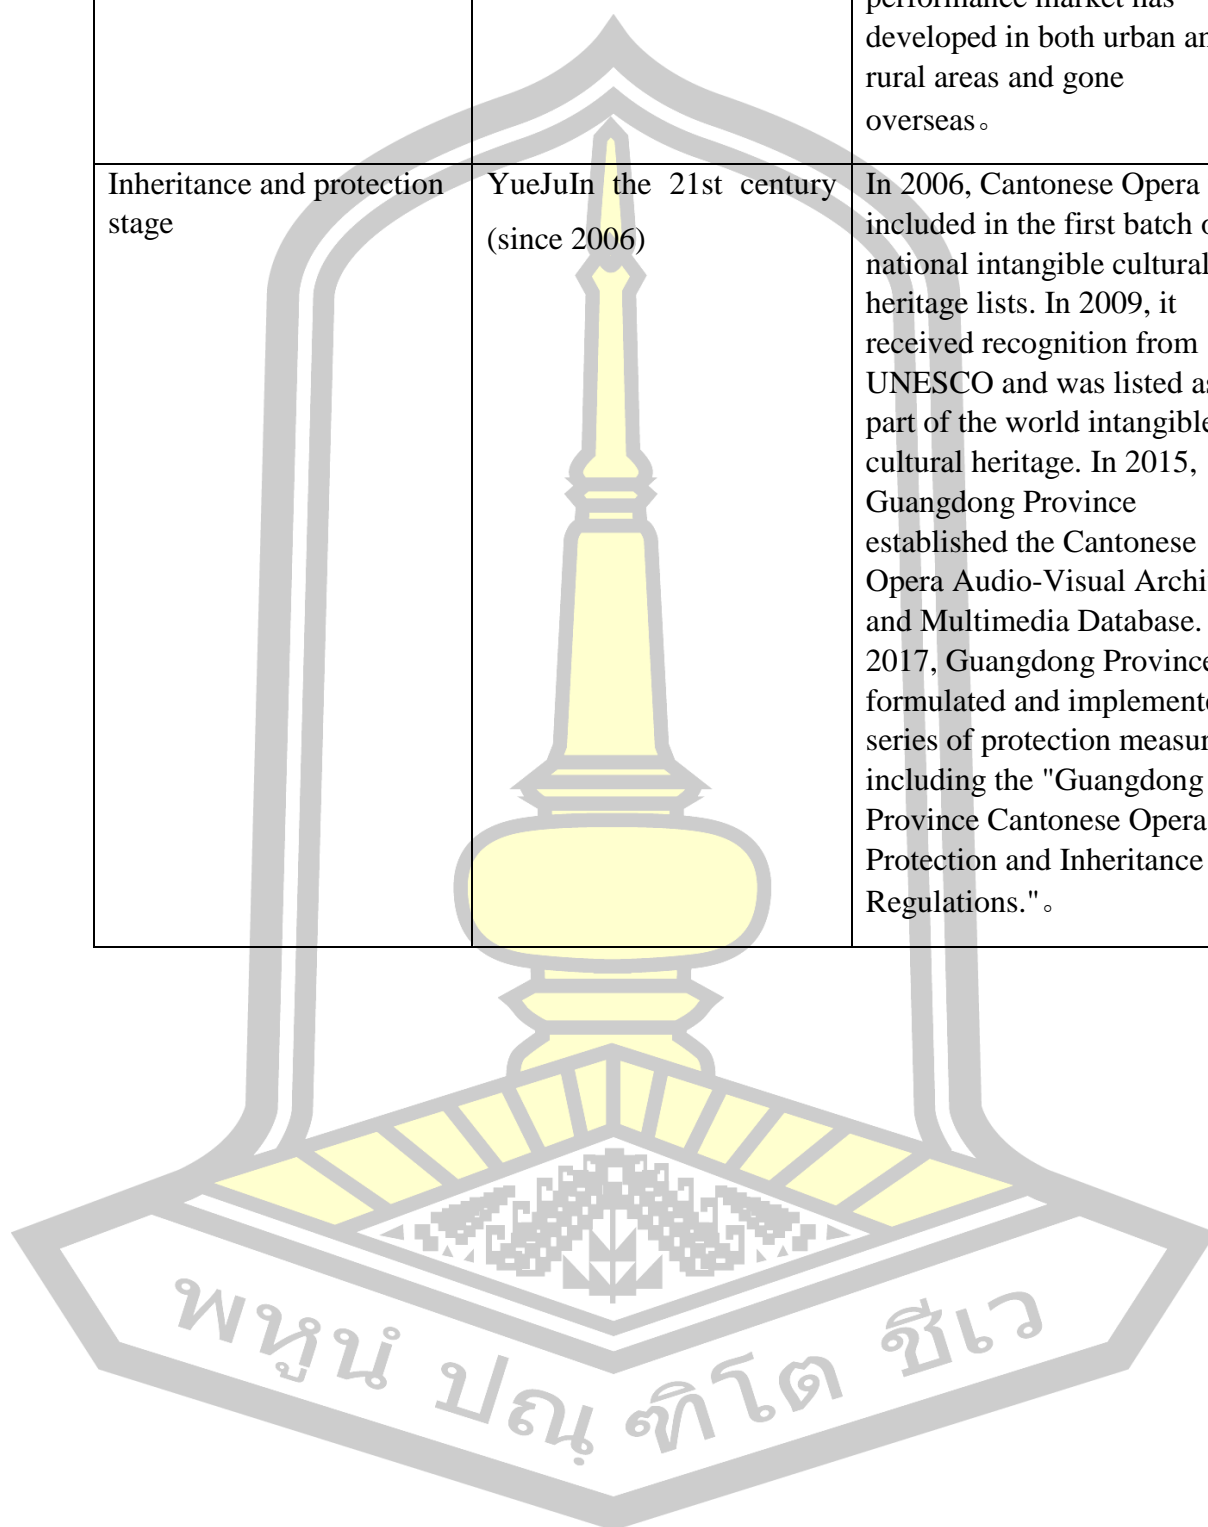 performance market has
developed in both urban an
rural areas and gone
overseas。
Inheritance and protection
stage
YueJuIn the 21st century
(since 2006)
In 2006, Cantonese Opera
included in the first batch o
national intangible cultural
heritage lists. In 2009, it
received recognition from
UNESCO and was listed as
part of the world intangible
cultural heritage. In 2015,
Guangdong Province
established the Cantonese
Opera Audio-Visual Archi
and Multimedia Database.
2017, Guangdong Province
formulated and implemente
series of protection measur
including the "Guangdong
Province Cantonese Opera
Protection and Inheritance
Regulations."。
พหูนํ ปณฺฑิโต ชีเว